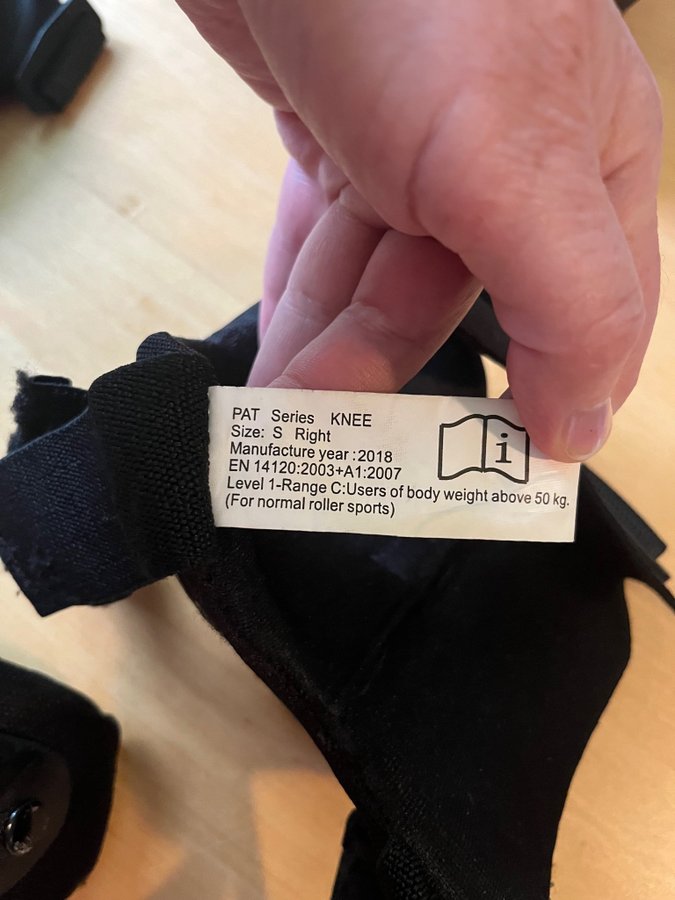 PAT Series KNEE
Size: S Right
Manufacture year :2018
EN 14120:2003+A1:2007
Level 1-Range C:Users of body weight above 50 kg.
(For normal roller sports)
i